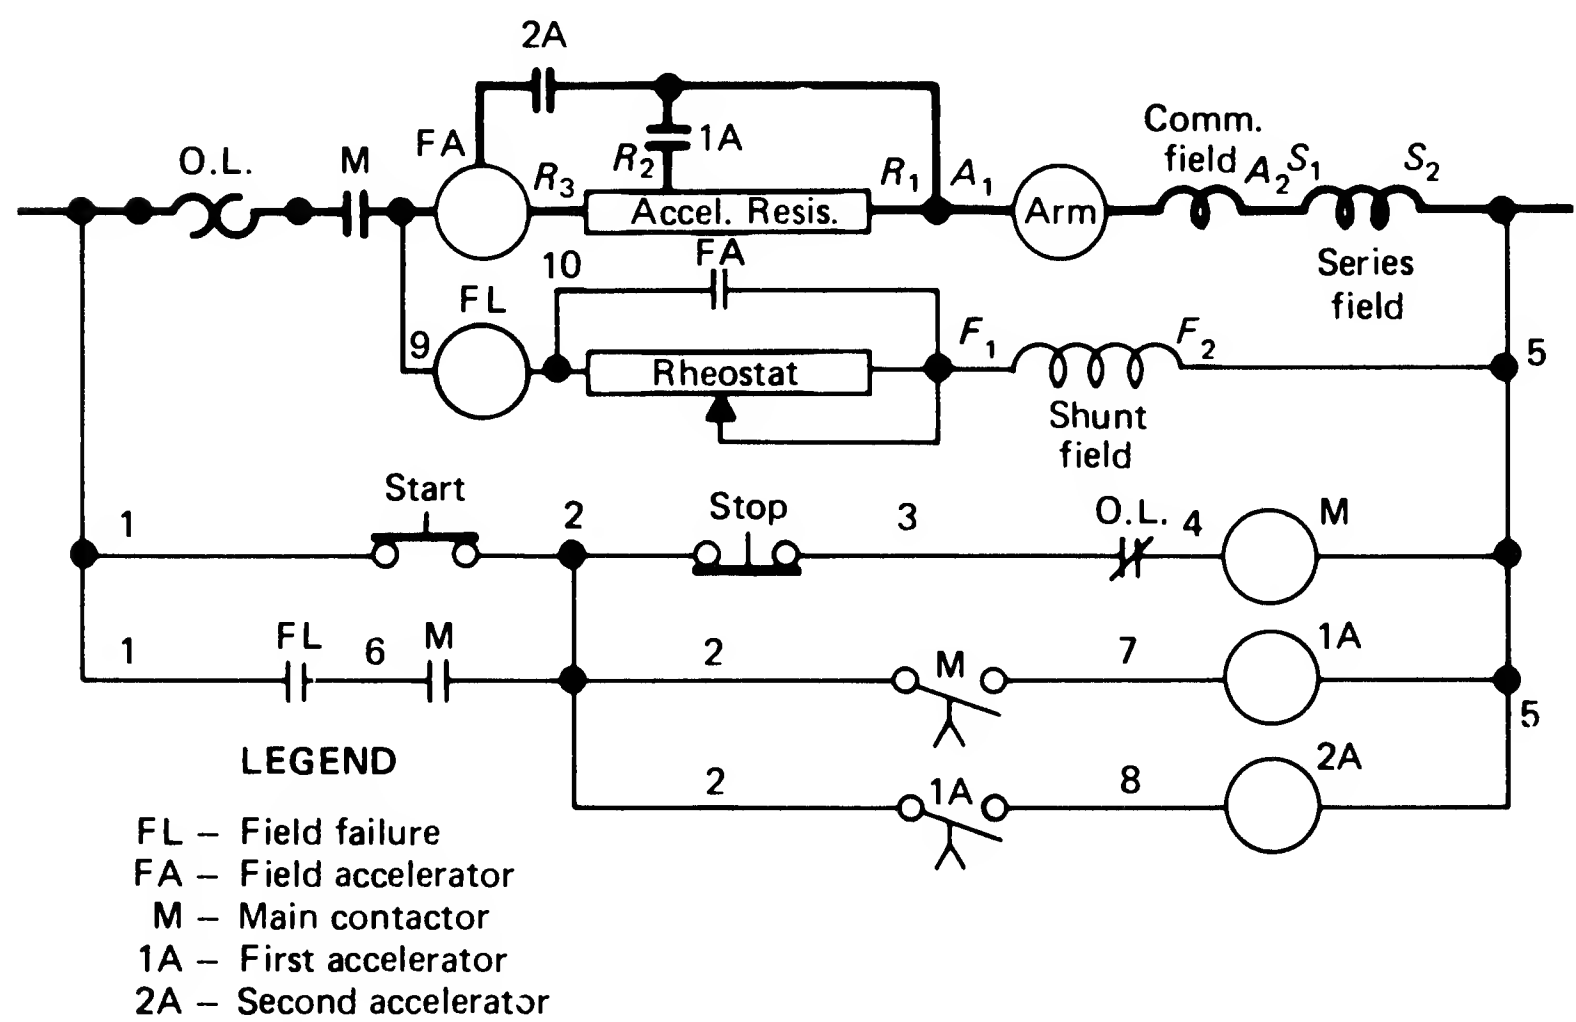 2A
FA
1A
O.L.
M
R3
R2
R1
A1
Comm.
field
A2
S1
S2
Accel. Resis.
Arm
Series
field
FA
10
FL
9
Rheostat
F1
F2
5
Shunt
field
Start
1
2
Stop
3
O.L.
4
M
1
FL
6
M
2
M
7
1A
5
2
1A
8
2A
LEGEND
FL – Field failure
FA – Field accelerator
M – Main contactor
1A – First accelerator
2A – Second accelerator